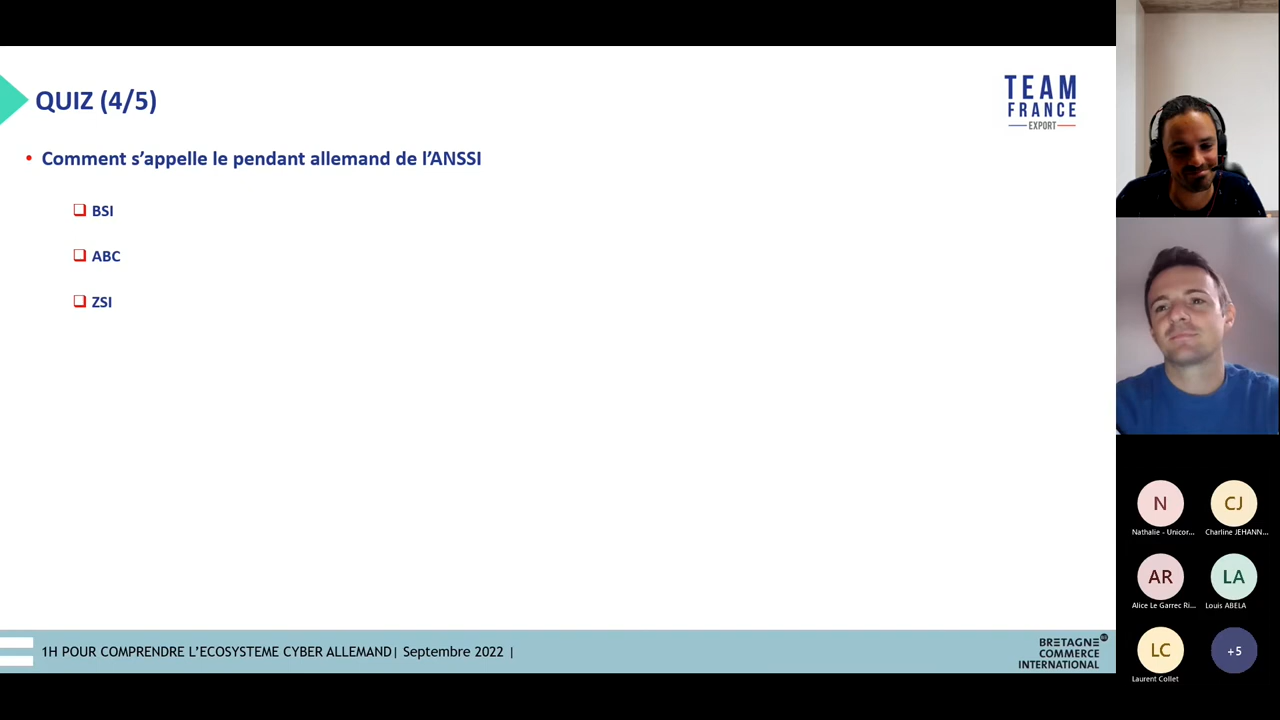 QUIZ (4/5)
TEAM
FRANCE
EXPORT
• Comment s’appelle le pendant allemand de l’ANSSI
❑ BSI
❑ ABC
❑ ZSI
1H POUR COMPRENDRE L’ECOSYSTEME CYBER ALLEMAND| Septembre 2022 |
BRETAGNE
COMMERCE
INTERNATIONAL
N
CJ
Nathalie - Unicor...
Charline JEHANN...
AR
LA
Alice Le Garrec Ri...
Louis ABELA
LC
+5
Laurent Collet